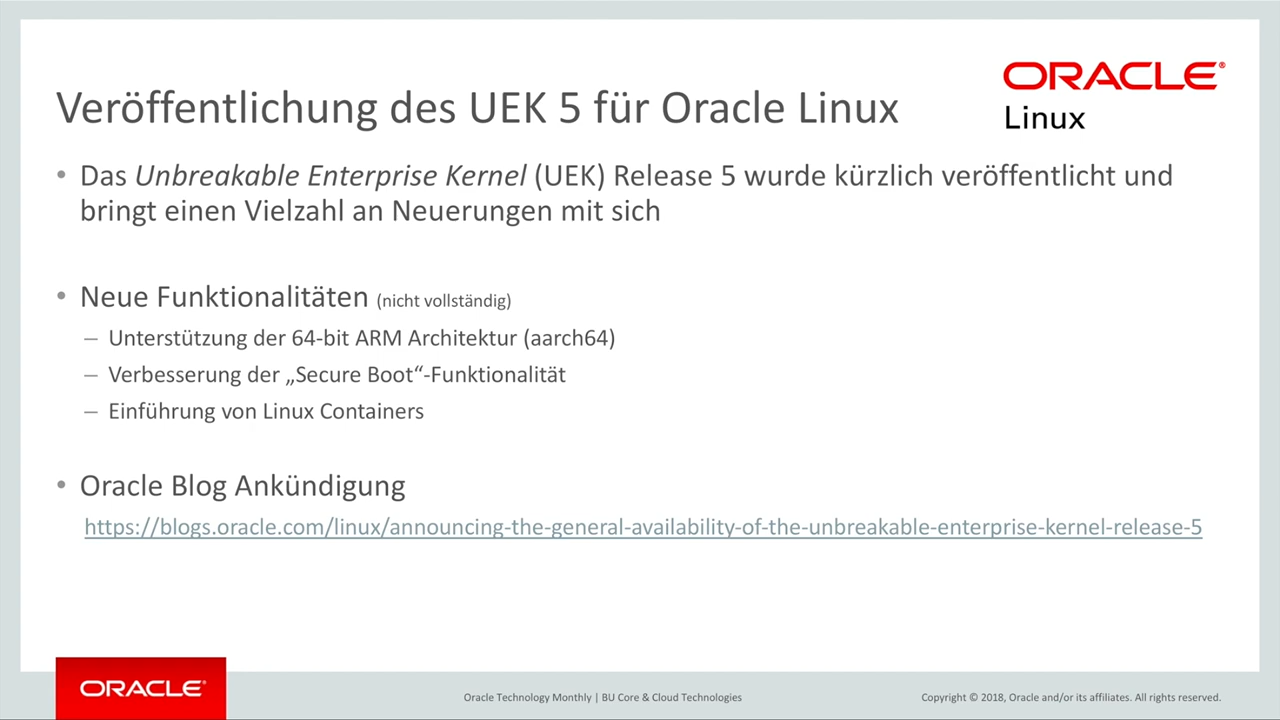 ORACLE®
Linux
Veröffentlichung des UEK 5 für Oracle Linux
• Das Unbreakable Enterprise Kernel (UEK) Release 5 wurde kürzlich veröffentlicht und
bringt einen Vielzahl an Neuerungen mit sich
• Neue Funktionalitäten (nicht vollständig)
– Unterstützung der 64-bit ARM Architektur (aarch64)
– Verbesserung der „Secure Boot“-Funktionalität
– Einführung von Linux Containers
• Oracle Blog Ankündigung
https://blogs.oracle.com/linux/announcing-the-general-availability-of-the-unbreakable-enterprise-kernel-release-5
ORACLE®
Oracle Technology Monthly | BU Core & Cloud Technologies
Copyright © 2018, Oracle and/or its affiliates. All rights reserved.